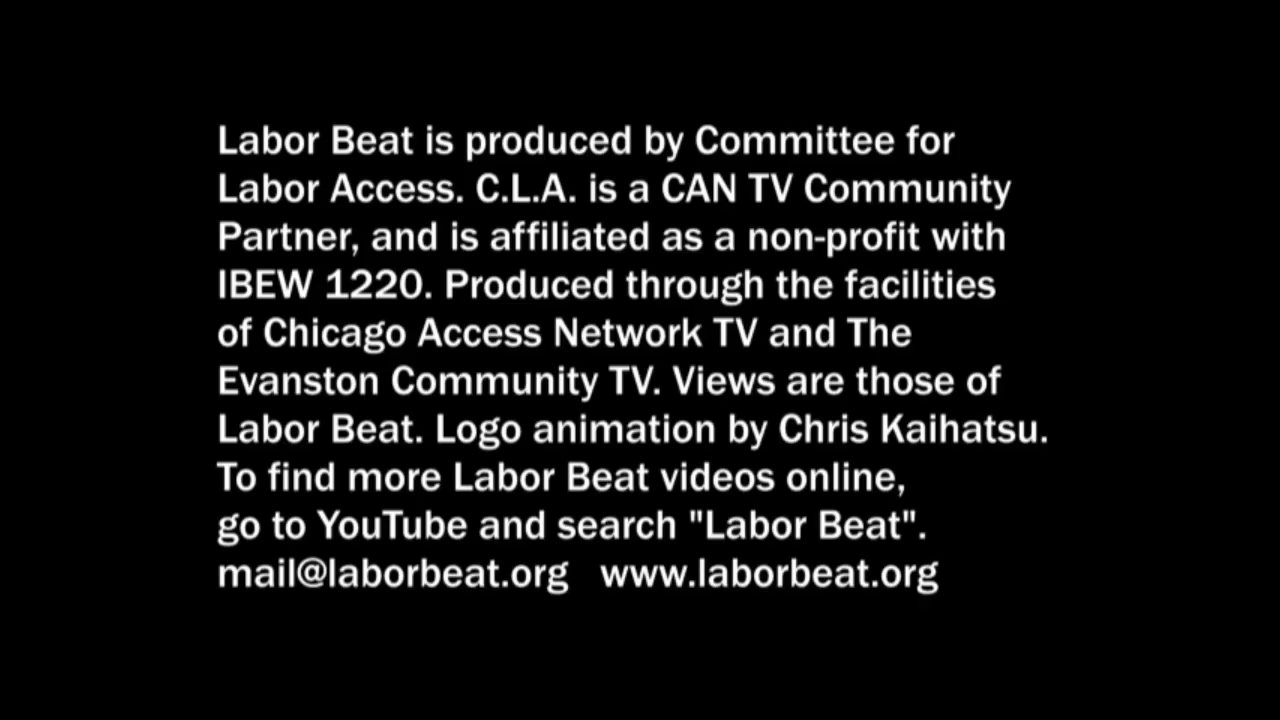 Labor Beat is produced by Committee for
Labor Access. C.L.A. is a CAN TV Community
Partner, and is affiliated as a non-profit with
IBEW 1220. Produced through the facilities
of Chicago Access Network TV and The
Evanston Community TV. Views are those of
Labor Beat. Logo animation by Chris Kaihatsu.
To find more Labor Beat videos online,
go to YouTube and search "Labor Beat".
mail@laborbeat.org www.laborbeat.org